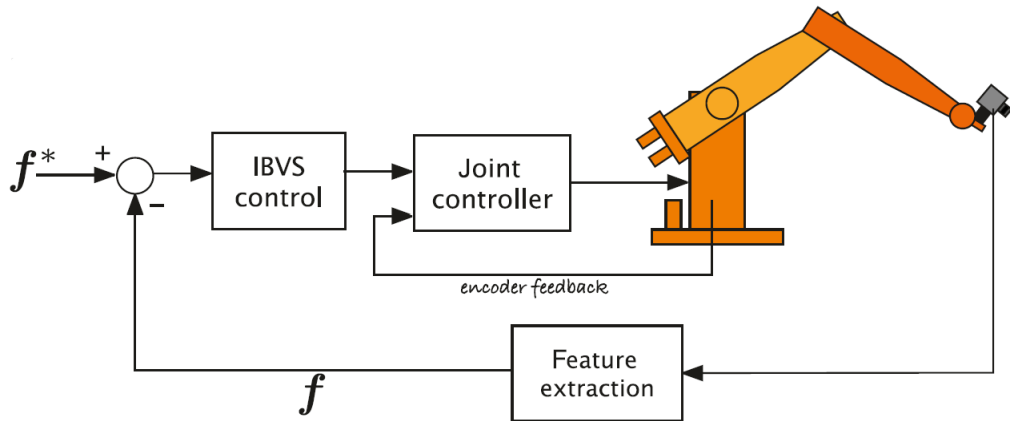 f*
+
−
IBVS
control
Joint
controller
encoder feedback
Feature
extraction
f